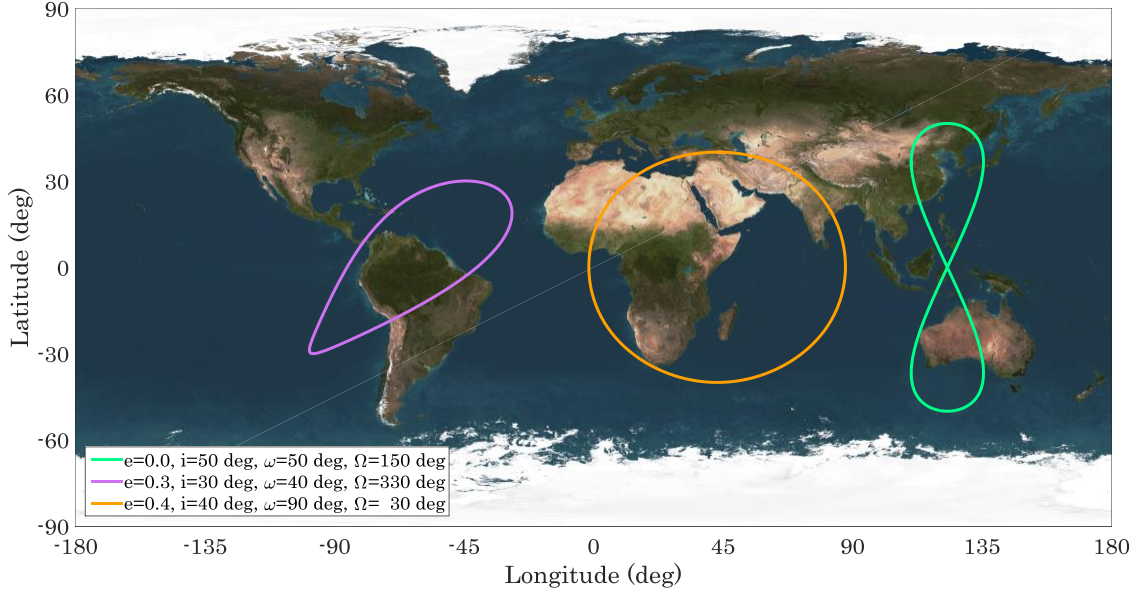 90
60
30
0
-30
-60
-90
Latitude (deg)
e=0.0, i=50 deg, ω=50 deg, Ω=150 deg
e=0.3, i=30 deg, ω=40 deg, Ω=330 deg
e=0.4, i=40 deg, ω=90 deg, Ω= 30 deg
-180 -135 -90 -45 0 45 90 135 180
Longitude (deg)